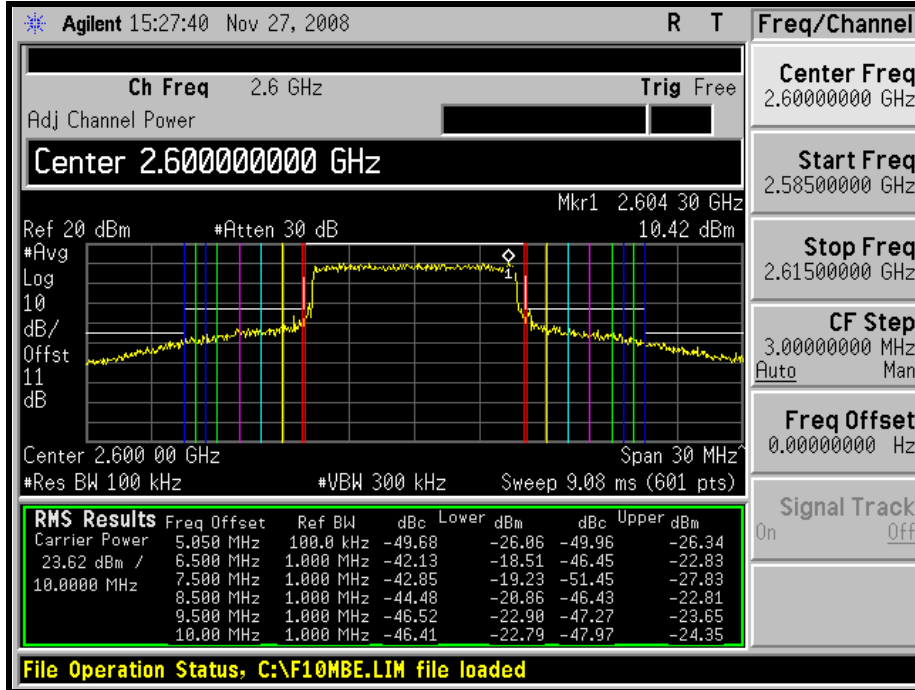 Agilent 15:27:40 Nov 27, 2008 R T
Ch Freq 2.6 GHz Trig Free
Adj Channel Power
Center 2.600000000 GHz
Mkr1 2.604 30 GHz
Ref 20 dBm #Atten 30 dB 10.42 dBm
#Avg
Log
10
dB/
Offst
11
dB
1
Center 2.600 00 GHz Span 30 MHz^
#Res BW 100 kHz #VBW 300 kHz Sweep 9.08 ms (601 pts)
RMS Results Freq Offset Ref BW dBc Lower dBm dBc Upper dBm
Carrier Power 5.050 MHz 100.0 kHz -49.68 -26.06 -49.96 -26.34
23.62 dBm / 6.500 MHz 1.000 MHz -42.13 -18.51 -46.45 -22.83
10.0000 MHz 7.500 MHz 1.000 MHz -42.85 -19.23 -51.45 -27.83
8.500 MHz 1.000 MHz -44.48 -20.86 -46.43 -22.81
9.500 MHz 1.000 MHz -46.52 -22.90 -47.27 -23.65
10.00 MHz 1.000 MHz -46.41 -22.79 -47.97 -24.35
File Operation Status, C:\F10MBE.LIM file loaded
Freq/Channel
Center Freq
2.60000000 GHz
Start Freq
2.58500000 GHz
Stop Freq
2.61500000 GHz
CF Step
3.00000000 MHz
Auto Man
Freq Offset
0.00000000 Hz
Signal Track
On Off